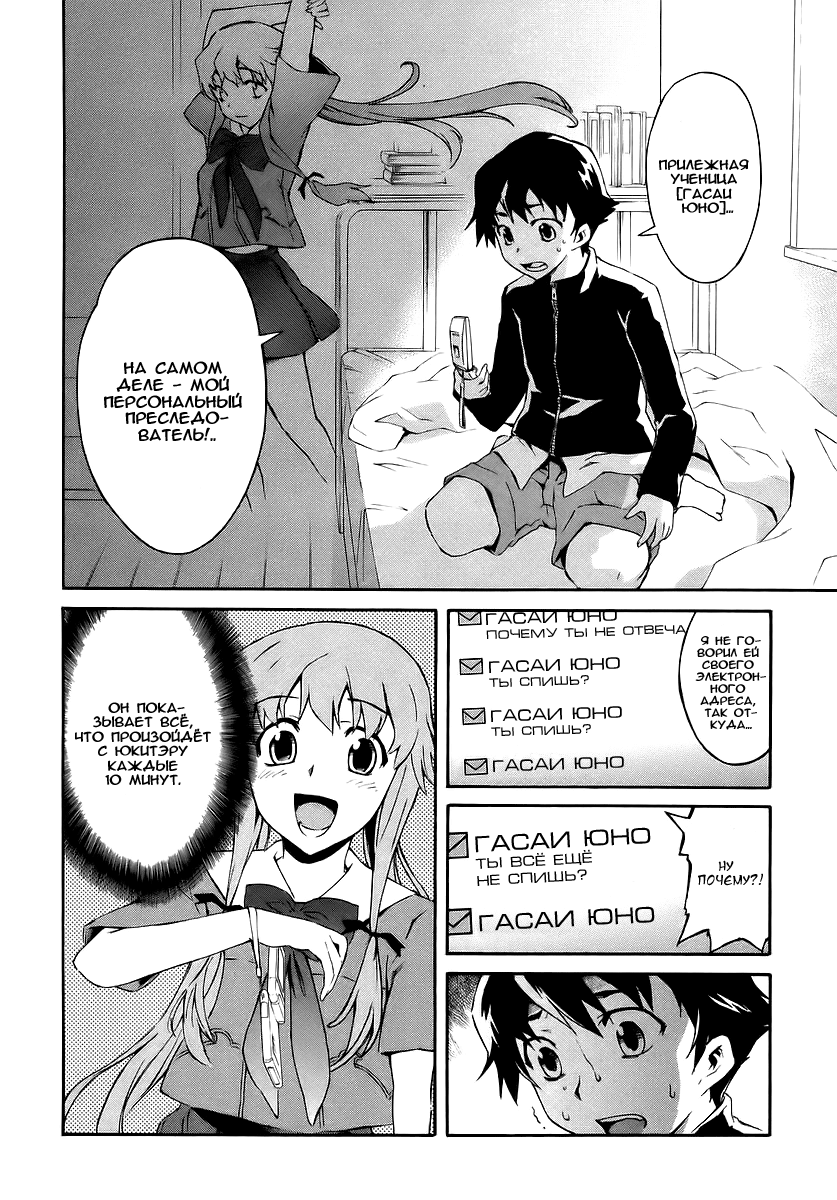 ПРИЛЕЖНАЯ
УЧЕНИЦА
[ГАСАИ
ЮНО]...
НА САМОМ
ДЕЛЕ - МОЙ
ПЕРСОНАЛЬНЫЙ
ПРЕСЛЕДО-
ВАТЕЛЬ!..
Я НЕ ГО-
ВОРИЛ ЕЙ
СВОЕГО
ЭЛЕКТРОН-
НОГО
АДРЕСА,
ТАК ОТ-
КУДА...
ГАСАИ ЮНО
ПОЧЕМУ ТЫ НЕ ОТВЕЧА
ГАСАИ ЮНО
ТЫ СПИШЬ?
ГАСАИ ЮНО
ТЫ СПИШЬ?
ГАСАИ ЮНО
НУ
ПОЧЕМУ?!
ГАСАИ ЮНО
ТЫ ВСЁ ЕЩЁ
НЕ СПИШЬ?
ГАСАИ ЮНО
ОН ПОКА-
ЗЫВАЕТ ВСЁ,
ЧТО ПРОИЗОЙДЁТ
С ЮКИТЭРУ
КАЖДЫЕ
10 МИНУТ.